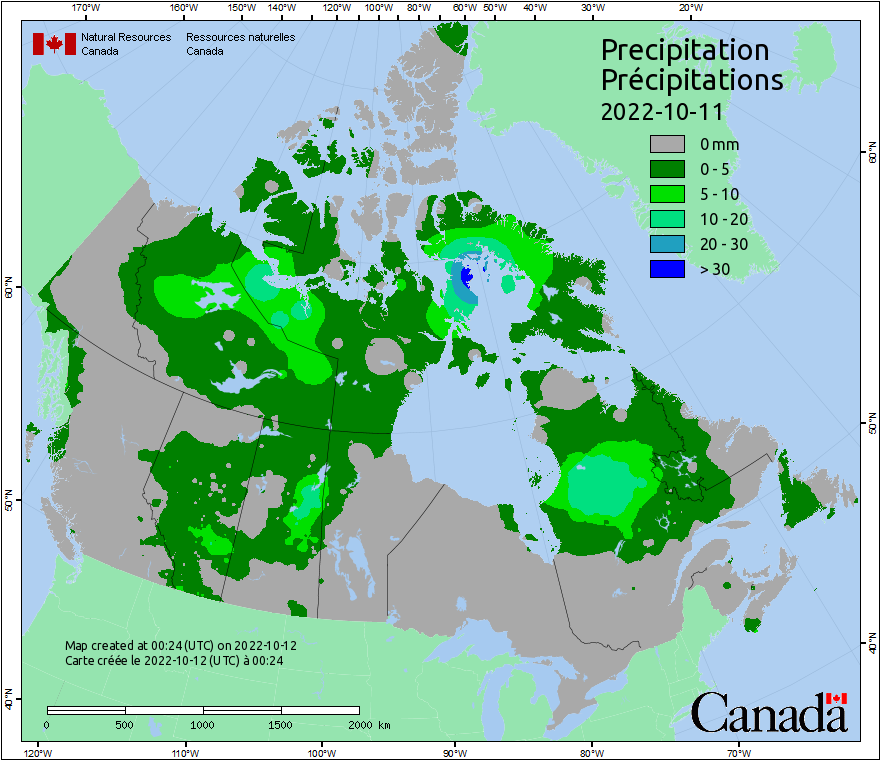 170°W 160°W 150°W 140°W 120°W 100°W 80°W 60°W 50°W 40°W 30°W 20°W
Natural Resources Ressources naturelles
Canada Canada
Precipitation
Précipitations
2022-10-11
0 mm
0 - 5
5 - 10
10 - 20
20 - 30
> 30
60°N
60°N
50°N
50°N
40°N
40°N
Map created at 00:24 (UTC) on 2022-10-12
Carte créée le 2022-10-12 (UTC) à 00:24
0 500 1000 1500 2000 km
Canada
120°W 110°W 100°W 90°W 80°W 70°W